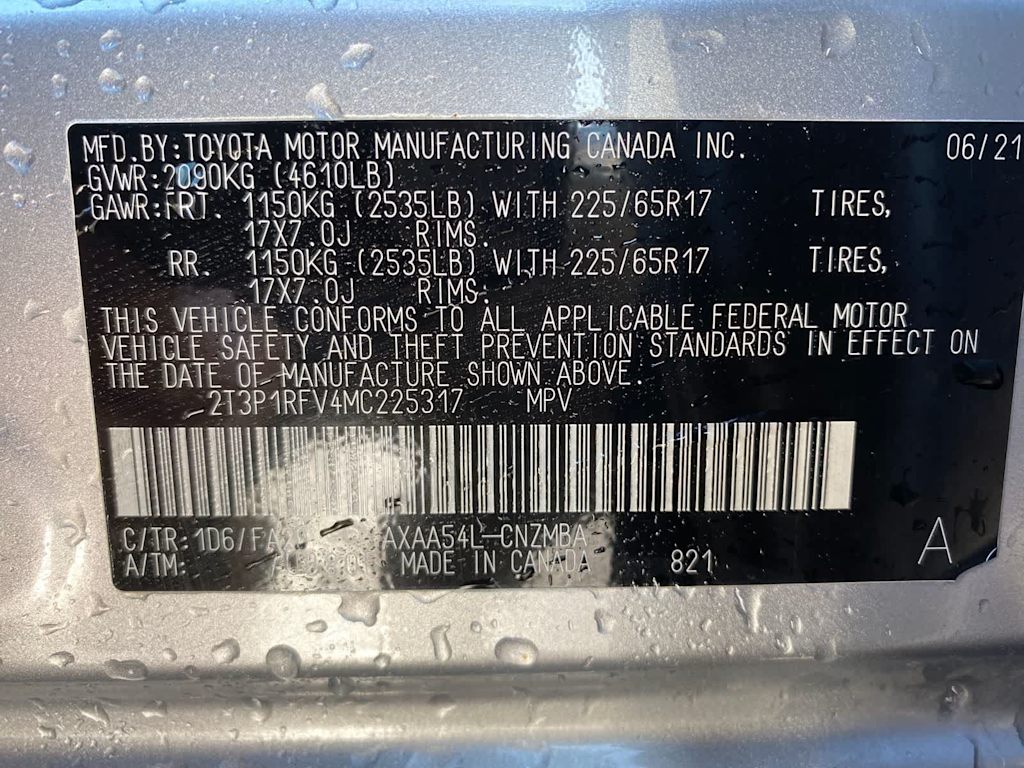 MFD.BY:TOYOTA MOTOR MANUFACTURING CANADA INC. 06/21
GVWR:2090KG (4610LB)
GAWR:FRT. 1150KG (2535LB) WITH 225/65R17 TIRES,
17X7.0J RIMS.
RR. 1150KG (2535LB) WITH 225/65R17 TIRES,
17X7.0J RIMS.
THIS VEHICLE CONFORMS TO ALL APPLICABLE FEDERAL MOTOR
VEHICLE SAFETY AND THEFT PREVENTION STANDARDS IN EFFECT ON
THE DATE OF MANUFACTURE SHOWN ABOVE.
2T3P1RFV4MC225317 MPV
C/TR:1D6/FA20 AXAA54L-CNZMBA A
A/TM: MADE IN CANADA 821